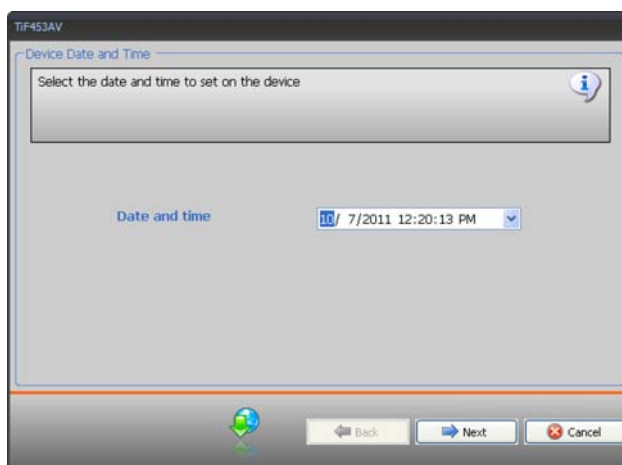 TiF453AV
Device Date and Time
Select the date and time to set on the device
Date and time
10/ 7/2011 12:20:13 PM
Back
Next
Cancel